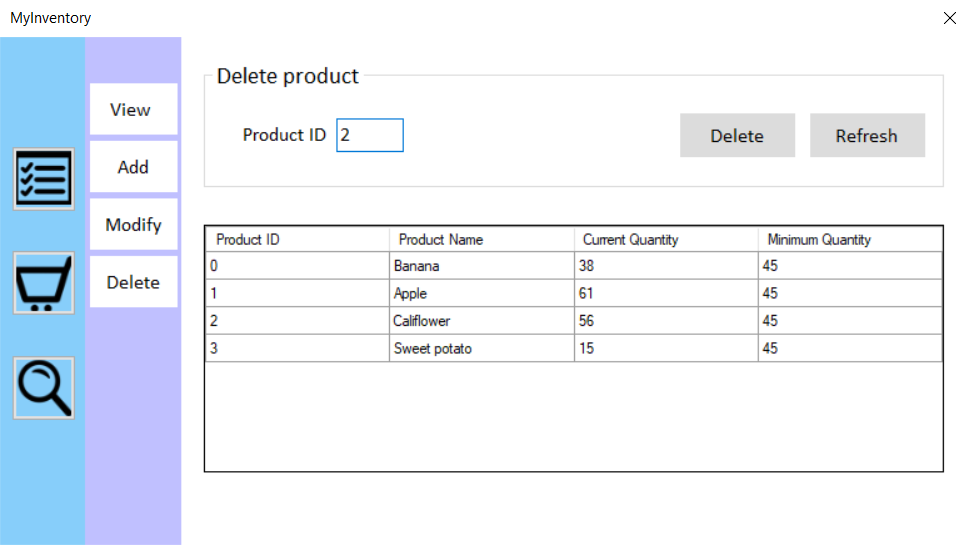 MyInventory
View
Add
Modify
Delete
Delete product
Product ID 2 Delete Refresh
Product ID Product Name Current Quantity Minimum Quantity
0 Banana 38 45
1 Apple 61 45
2 Califlower 56 45
3 Sweet potato 15 45